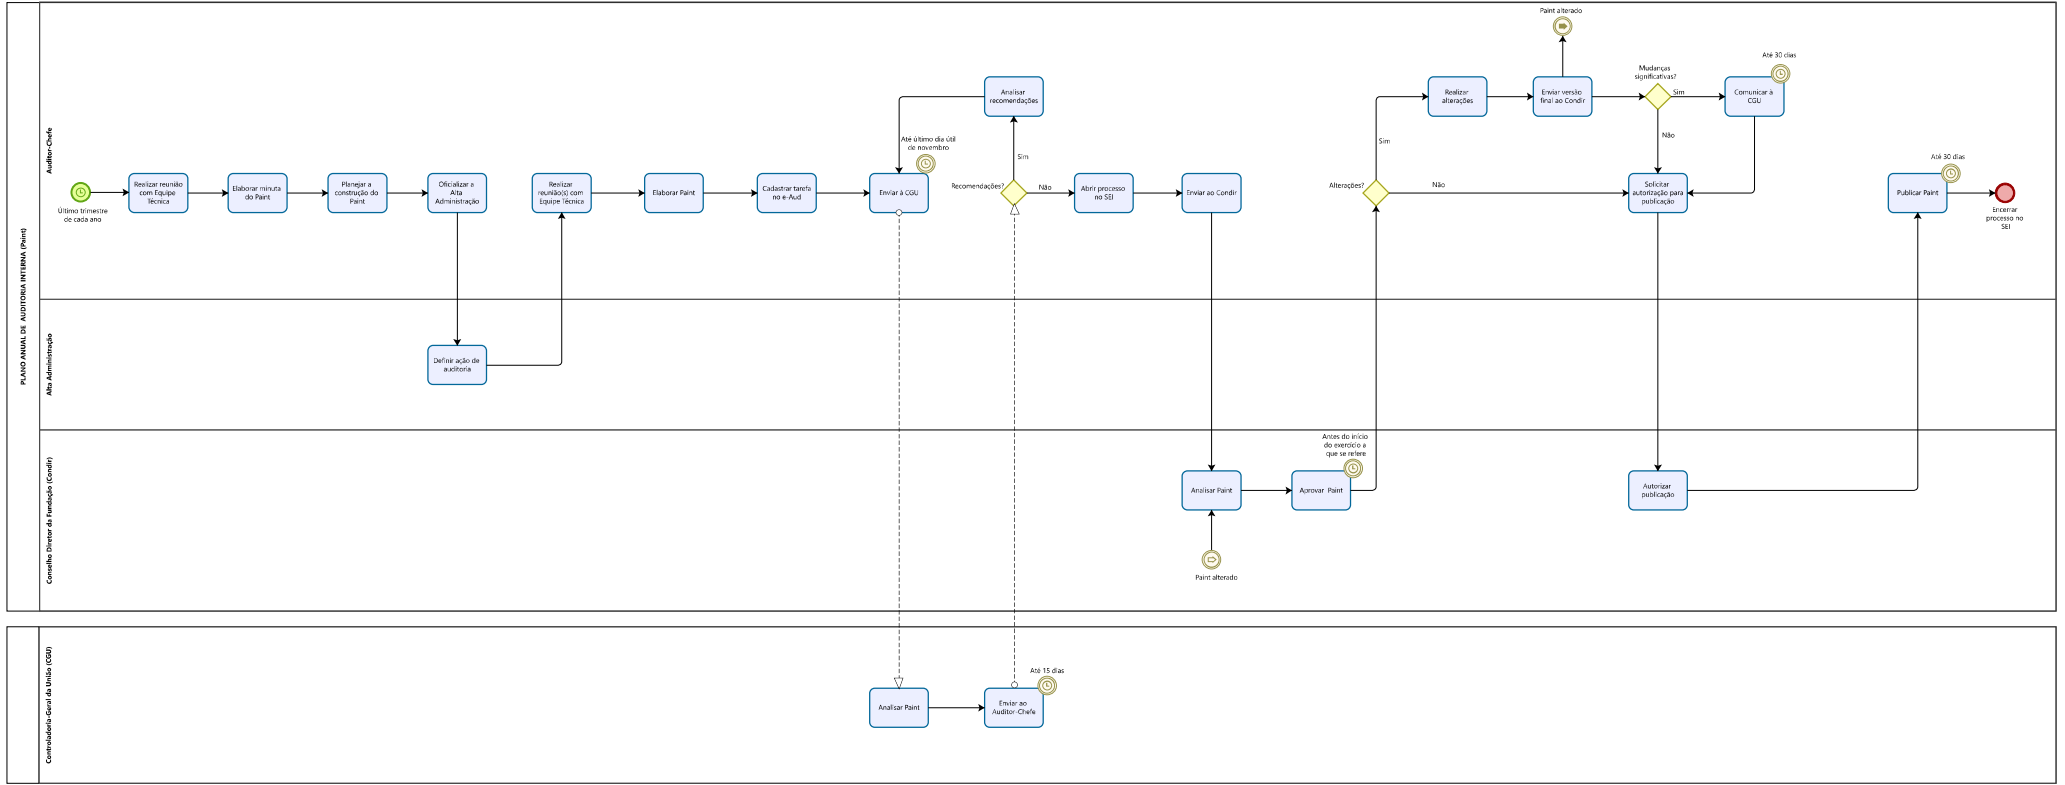 PLANO ANUAL DE AUDITORIA INTERNA (Paint)
Auditor-Chefe
Último trimestre
de cada ano
Realizar reunião
com Equipe
Técnica
Elaborar minuta
do Paint
Planejar a
construção do
Paint
Oficializar a
Alta
Administração
Realizar
reunião(s) com
Equipe Técnica
Elaborar Paint
Cadastrar tarefa
no e-Aud
Até último dia útil
de novembro
Enviar à CGU
Analisar
recomendações
Sim
Recomendações?
Não
Abrir processo
no SEI
Enviar ao Condir
Alterações?
Sim
Não
Realizar
alterações
Paint alterado
Enviar versão
final ao Condir
Mudanças
significativas?
Sim
Não
Até 30 dias
Comunicar à
CGU
Solicitar
autorização para
publicação
Até 30 dias
Publicar Paint
Encerrar
processo no
SEI
Alta Administração
Definir ação de
auditoria
Conselho Diretor da Fundação (Condir)
Analisar Paint
Paint alterado
Antes do início
do exercício a
que se refere
Aprovar Paint
Autorizar
publicação
Controladoria-Geral da União (CGU)
Analisar Paint
Até 15 dias
Enviar ao
Auditor-Chefe